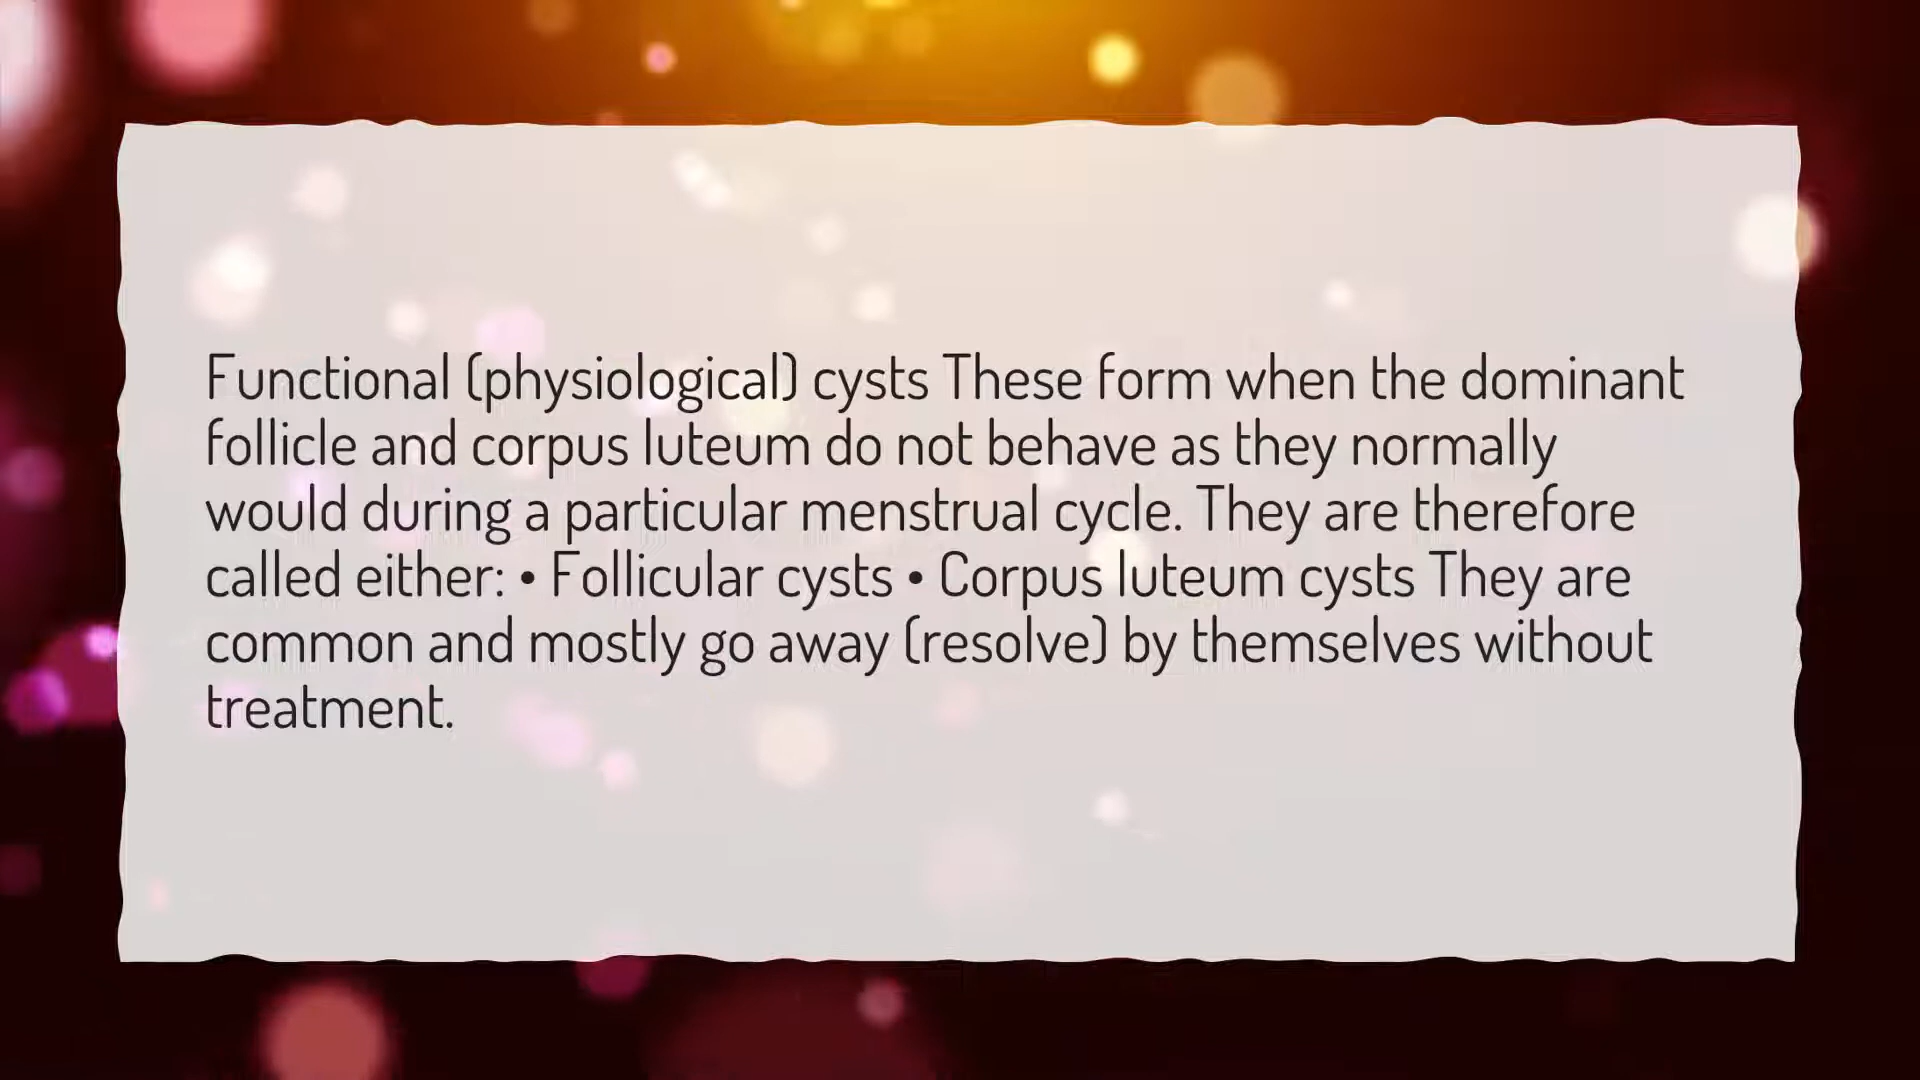 Functional (physiological) cysts These form when the dominant
follicle and corpus luteum do not behave as they normally
would during a particular menstrual cycle. They are therefore
called either: • Follicular cysts • Corpus luteum cysts They are
common and mostly go away (resolve) by themselves without
treatment.